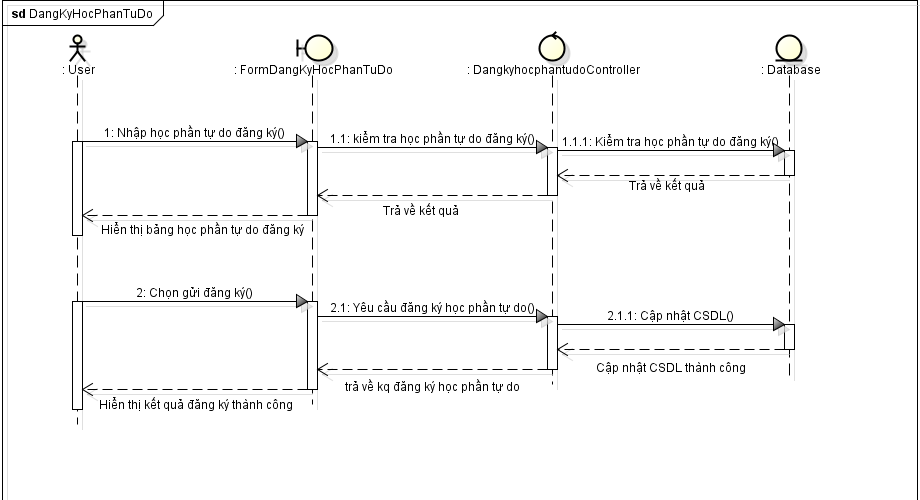 sd DangKyHocPhanTuDo
: User
: FormDangKyHocPhanTuDo
: DangkyhocphantudoController
: Database
1: Nhập học phần tự do đăng ký()
1.1: kiểm tra học phần tự do đăng ký()
1.1.1: Kiểm tra học phần tự do đăng ký()
Trả về kết quả
Trả về kết quả
Hiển thị bảng học phần tự do đăng ký
2: Chọn gửi đăng ký()
2.1: Yêu cầu đăng ký học phần tự do()
2.1.1: Cập nhật CSDL()
Cập nhật CSDL thành công
trả về kq đăng ký học phần tự do
Hiển thị kết quả đăng ký thành công